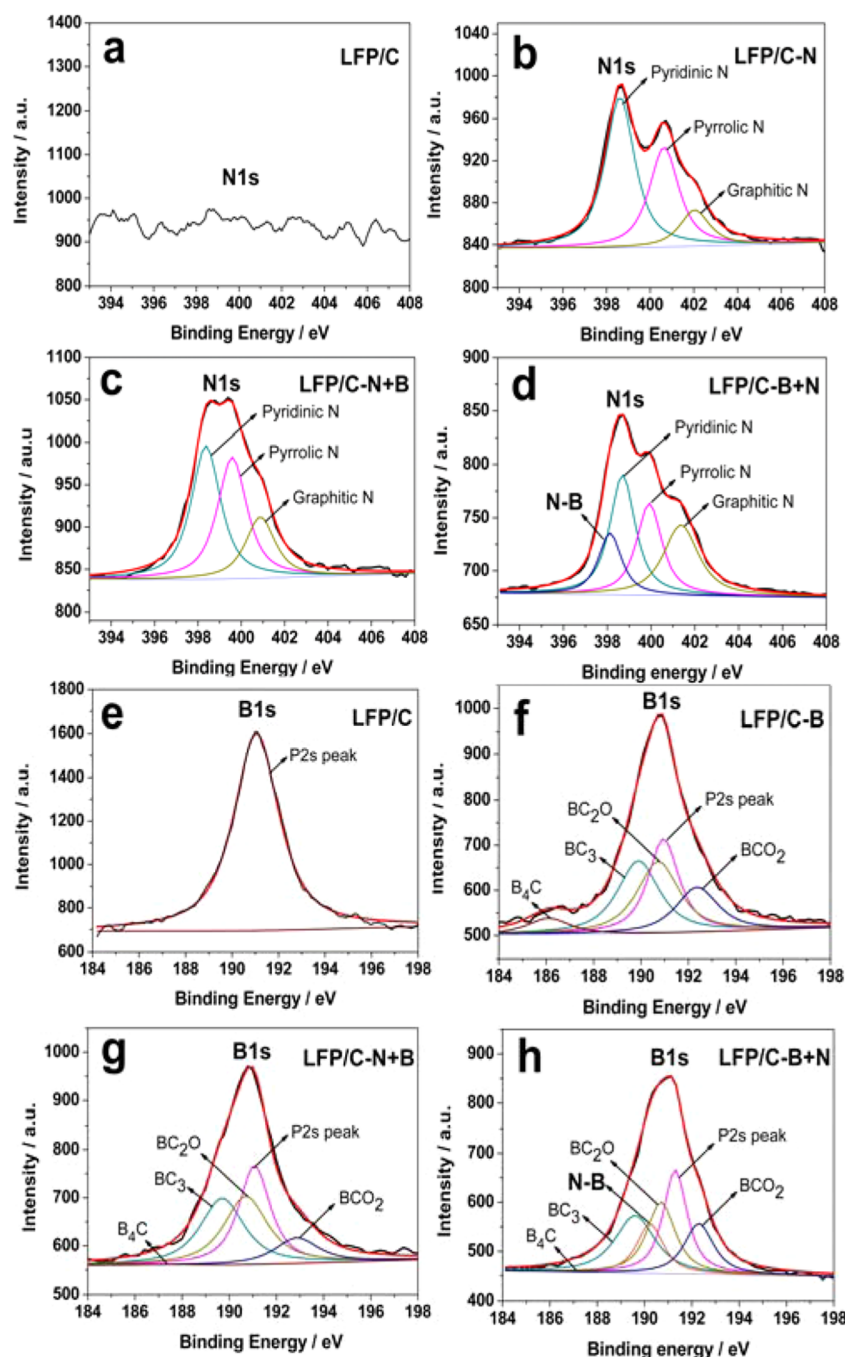 a
LFP/C
N1s
1400
1300
1200
1100
1000
900
800
Intensity / a.u.
394 396 398 400 402 404 406 408
Binding Energy / eV
b
LFP/C-N
N1s
Pyridinic N
Pyrrolic N
Graphitic N
1040
960
920
880
840
800
Intensity / a.u.
394 396 398 400 402 404 406 408
Binding Energy / eV
c
LFP/C-N+B
N1s
Pyridinic N
Pyrrolic N
Graphitic N
1100
1050
1000
950
900
850
800
Intensity / au.u
394 396 398 400 402 404 406 408
Binding Energy / eV
d
LFP/C-B+N
N1s
Pyridinic N
Pyrrolic N
N-B
Graphitic N
900
850
800
750
700
675
Intensity / a.u.
394 396 398 400 402 404 406 408
Binding energy / eV
e
LFP/C
B1s
P2s peak
1800
1600
1400
1200
1000
800
600
Intensity / a.u.
184 186 188 190 192 194 196 198
Binding Energy / eV
f
LFP/C-B
B1s
P2s peak
BC₂O
BC₃
BCO₂
B₄C
1000
900
800
700
600
500
Intensity / a.u.
184 186 188 190 192 194 196 198
Binding Energy / eV
g
LFP/C-N+B
B1s
P2s peak
BC₂O
BC₃
BCO₂
B₄C
1000
900
800
700
600
500
Intensity / a.u.
184 186 188 190 192 194 196 198
Binding Energy / eV
h
LFP/C-B+N
B1s
P2s peak
BC₂O
N-B
BC₃
BCO₂
B₄C
900
800
700
600
500
400
Intensity / a.u.
184 186 188 190 192 194 196 198
Binding energy / eV